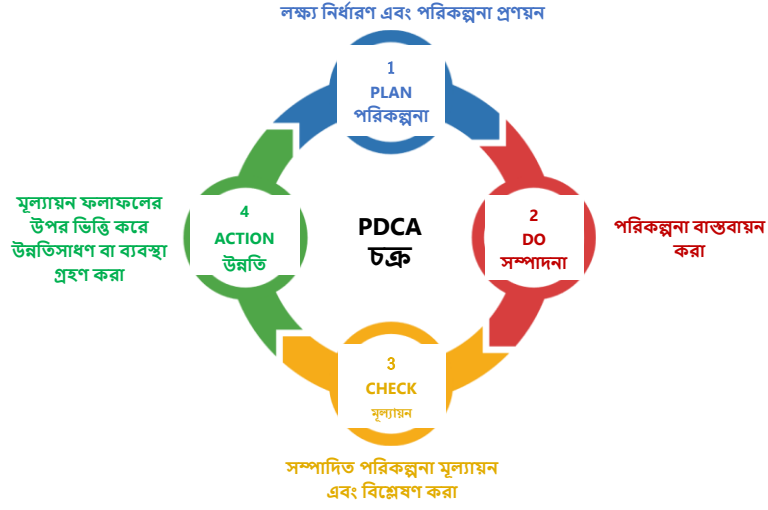 লক্ষ্য নির্ধারণ এবং পরিকল্পনা প্রণয়ন
1
PLAN
পরিকল্পনা
2
DO
সম্পাদনা
পরিকল্পনা বাস্তবায়ন
করা
PDCA
চক্র
3
CHECK
মূল্যায়ন
সম্পাদিত পরিকল্পনা মূল্যায়ন
এবং বিশ্লেষণ করা
4
ACTION
উন্নতি
মূল্যায়ন ফলাফলের
উপর ভিত্তি করে
উন্নতিসাধণ বা ব্যবস্থা
গ্রহণ করা